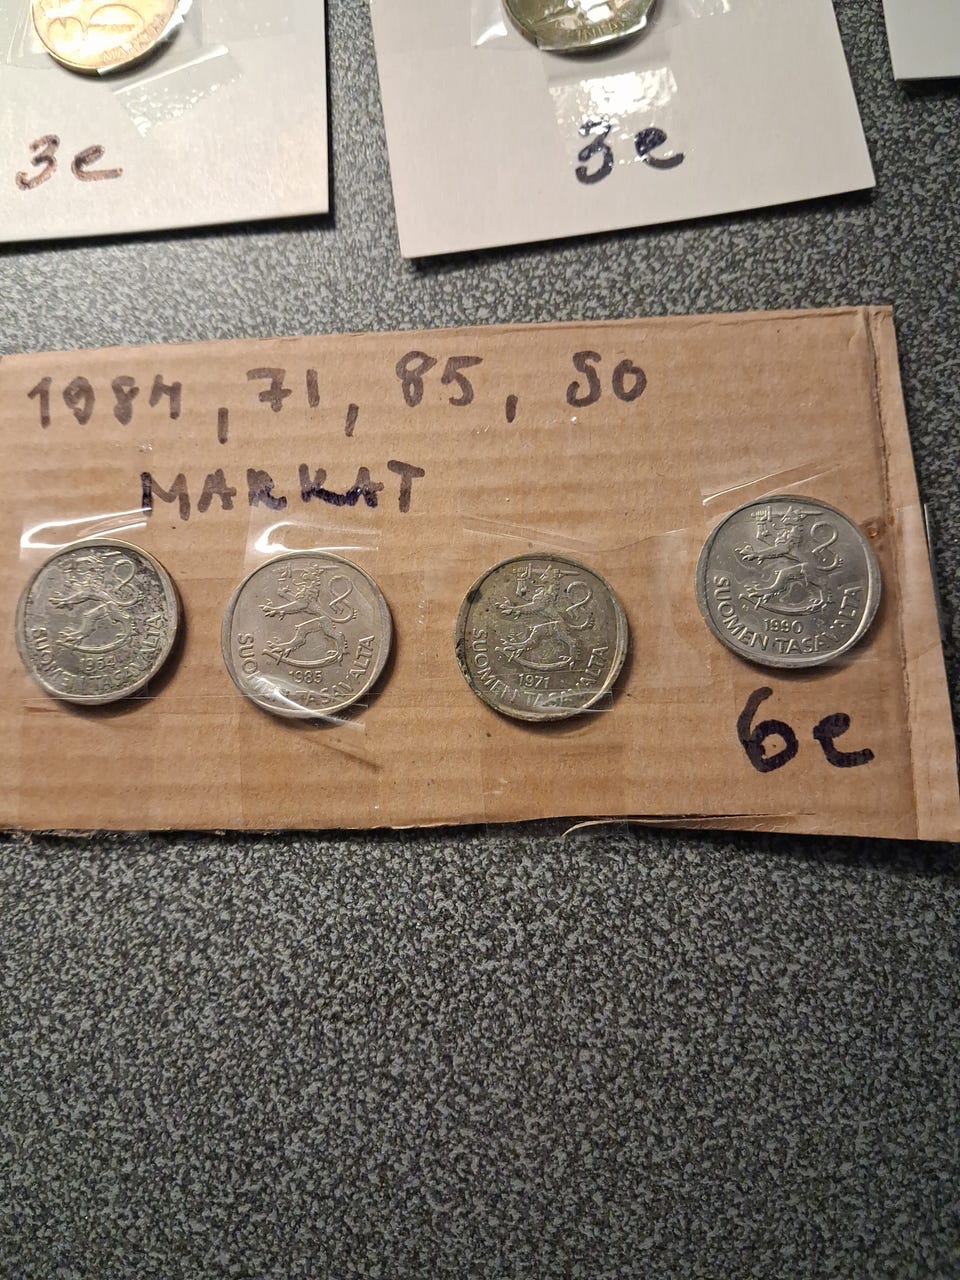 3e
3e
1984, 71, 85, 90
MARKAT
SUOMEN TASAVALTA
SUOMEN TASAVALTA
1985
SUOMEN TASAVALTA
1971
SUOMEN TASAVALTA
1990
6e